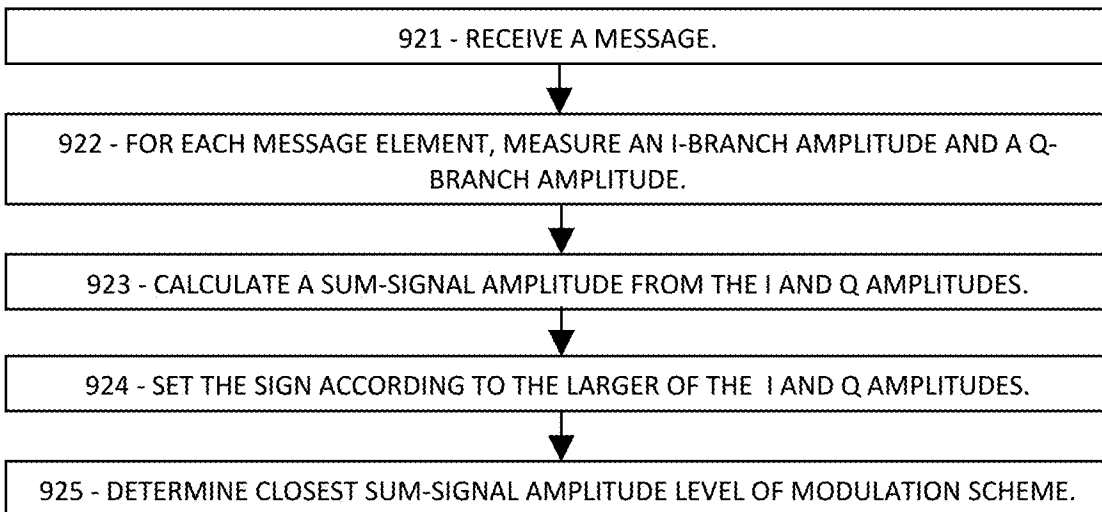 921 - RECEIVE A MESSAGE.
922 - FOR EACH MESSAGE ELEMENT, MEASURE AN I-BRANCH AMPLITUDE AND A Q-
BRANCH AMPLITUDE.
923 - CALCULATE A SUM-SIGNAL AMPLITUDE FROM THE I AND Q AMPLITUDES.
924 - SET THE SIGN ACCORDING TO THE LARGER OF THE I AND Q AMPLITUDES.
925 - DETERMINE CLOSEST SUM-SIGNAL AMPLITUDE LEVEL OF MODULATION SCHEME.